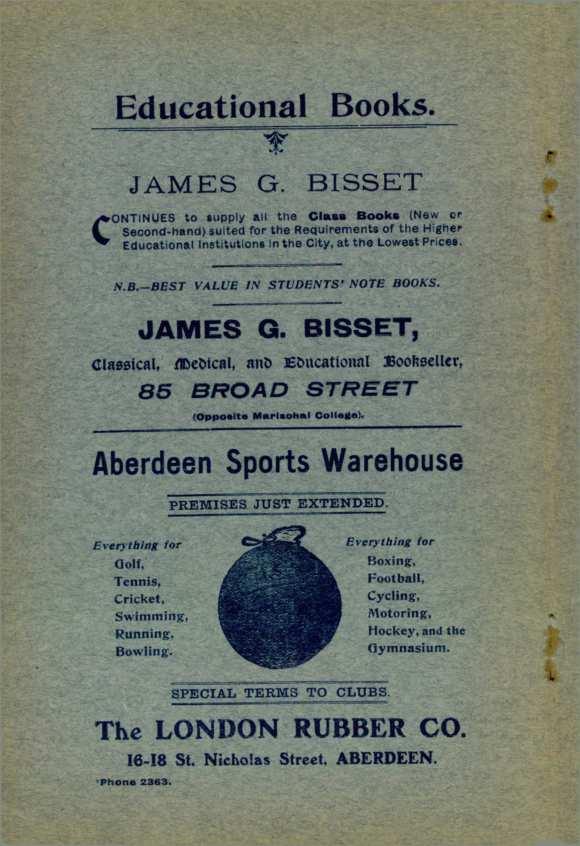 Educational Books.
JAMES G. BISSET
CONTINUES to supply all the Class Books (New or
Second-hand) suited for the Requirements of the Higher
Educational Institutions in the City, at the Lowest Prices.
N.B.—BEST VALUE IN STUDENTS' NOTE BOOKS.
JAMES G. BISSET,
Classical, Medical, and Educational Bookseller,
85 BROAD STREET
(Opposite Marischal College).
Aberdeen Sports Warehouse
PREMISES JUST EXTENDED.
Everything for
Golf,
Tennis,
Cricket,
Swimming,
Running,
Bowling.
Everything for
Boxing,
Football,
Cycling,
Motoring,
Hockey, and the
Gymnasium.
SPECIAL TERMS TO CLUBS.
The LONDON RUBBER CO.
16-18 St. Nicholas Street, ABERDEEN.
'Phone 2363.